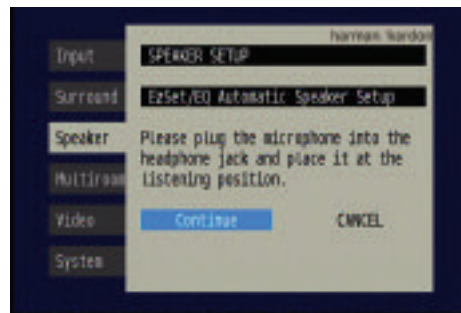 harman kardon
Input
SPEAKER SETUP
Surround
EzSet/EQ Automatic Speaker Setup
Speaker
Please plug the microphone into the
headphone jack and place it at the
listening position.
Multiroom
Video
Continue
CANCEL
System